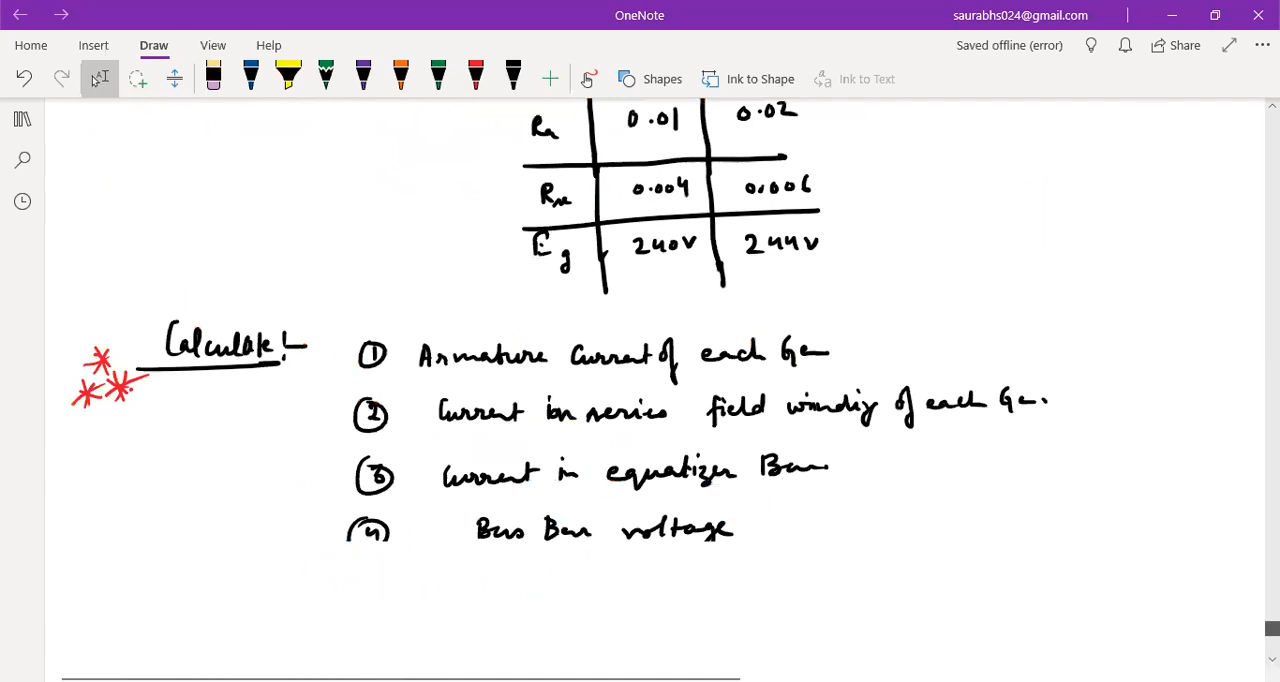 OneNote
saurabhs024@gmail.com
Home Insert Draw View Help
Saved offline (error) Share
Shapes Ink to Shape Ink to Text
Ra 0.01 0.02
Rse 0.004 0.006
Eg 240V 244V
Calculate!
① Armature Current of each Gen
② Current in series field winding of each Gen.
③ Current in equalizer Bar
④ Bus Bar voltage